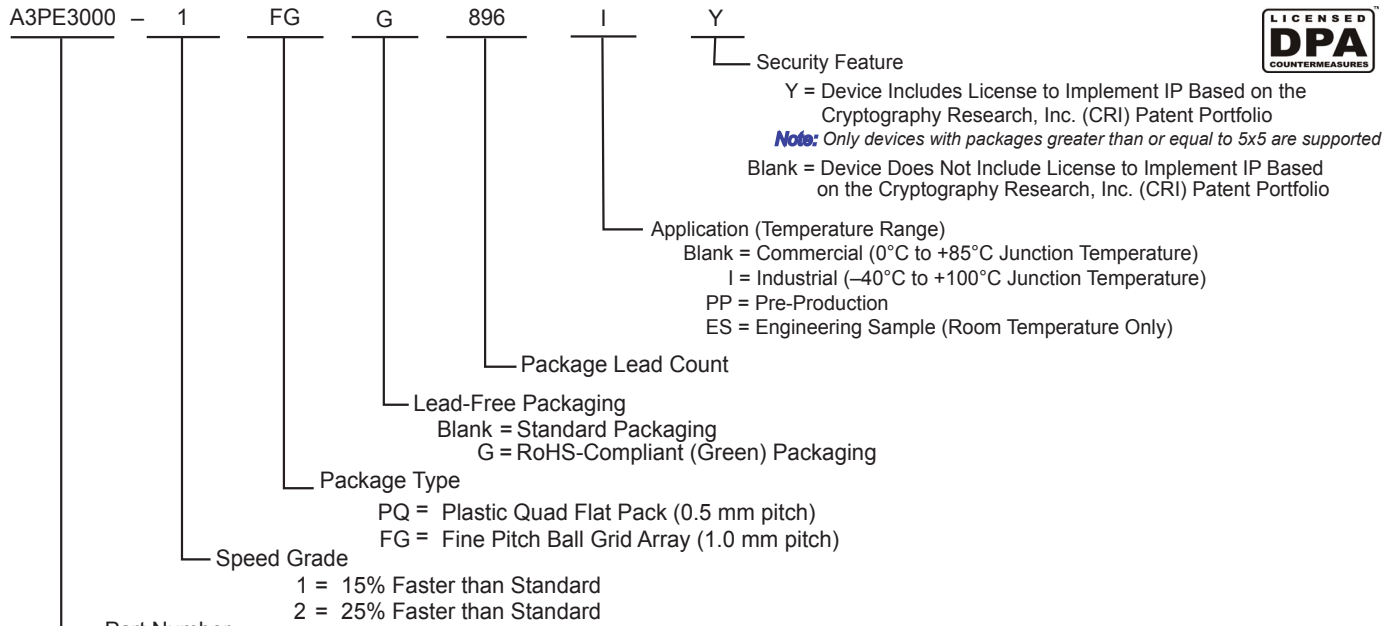 A3PE3000 – 1 FG G 896 I Y
LICENSED
DPA
COUNTERMEASURES
™
Security Feature
Y = Device Includes License to Implement IP Based on the
Cryptography Research, Inc. (CRI) Patent Portfolio
Note: Only devices with packages greater than or equal to 5x5 are supported
Blank = Device Does Not Include License to Implement IP Based
on the Cryptography Research, Inc. (CRI) Patent Portfolio
Application (Temperature Range)
Blank = Commercial (0°C to +85°C Junction Temperature)
I = Industrial (–40°C to +100°C Junction Temperature)
PP = Pre-Production
ES = Engineering Sample (Room Temperature Only)
Package Lead Count
Lead-Free Packaging
Blank = Standard Packaging
G = RoHS-Compliant (Green) Packaging
Package Type
PQ = Plastic Quad Flat Pack (0.5 mm pitch)
FG = Fine Pitch Ball Grid Array (1.0 mm pitch)
Speed Grade
1 = 15% Faster than Standard
2 = 25% Faster than Standard
Part Number